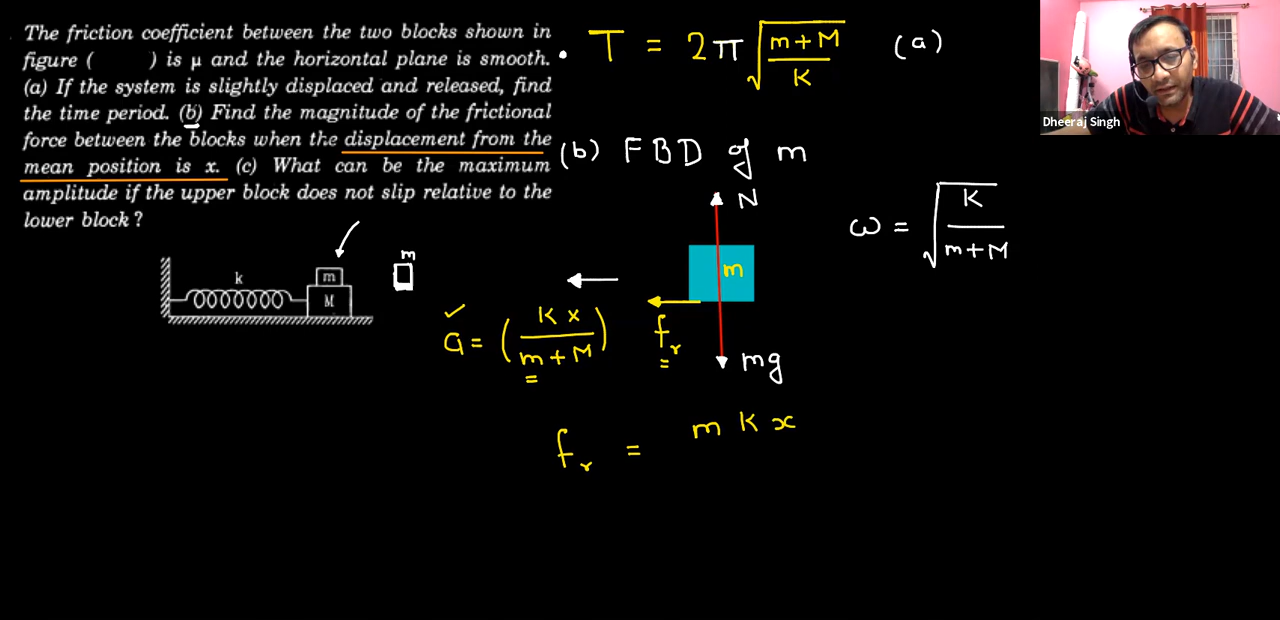 The friction coefficient between the two blocks shown in
figure (        ) is μ and the horizontal plane is smooth.
(a) If the system is slightly displaced and released, find
the time period. (b) Find the magnitude of the frictional
force between the blocks when the displacement from the
mean position is x. (c) What can be the maximum
amplitude if the upper block does not slip relative to the
lower block ?
k
m
M
m
T = 2π √((m+M)/K) (a)
(b) FBD of m
N
m
fr
mg
ω = √(K/(m+M))
a = (Kx/(m+M))
fr = m K x
Dheeraj Singh